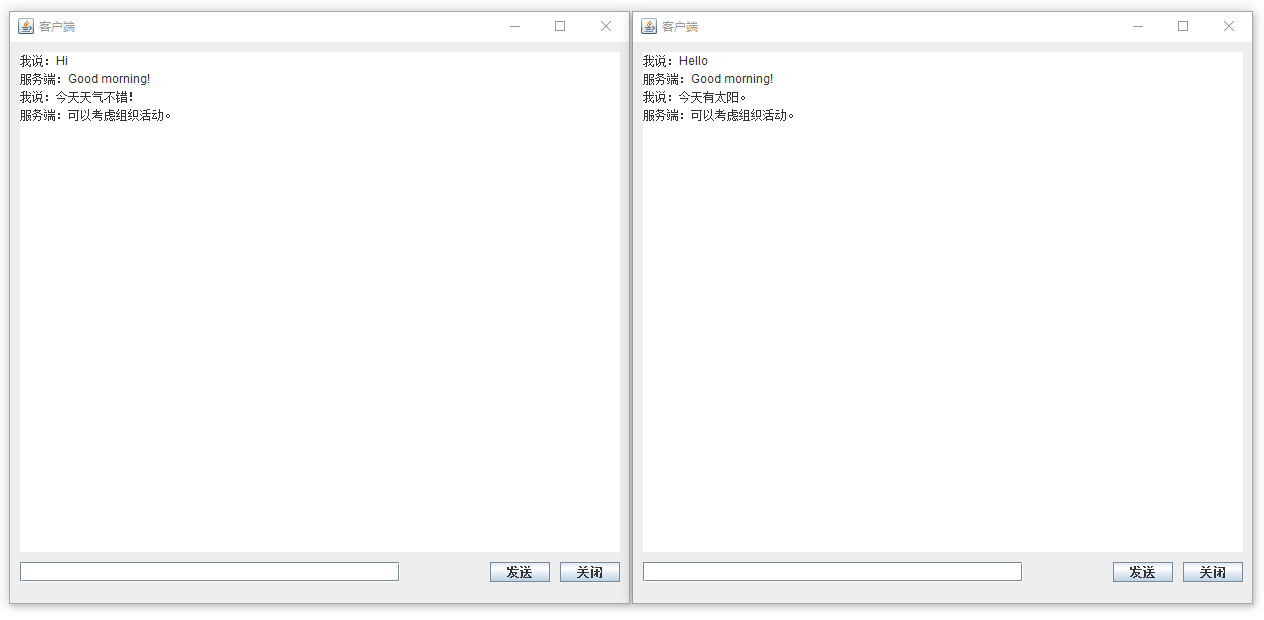 客户端
我说：Hi
服务端：Good morning!
我说：今天天气不错！
服务端：可以考虑组织活动。
发送 关闭
客户端
我说：Hello
服务端：Good morning!
我说：今天有太阳。
服务端：可以考虑组织活动。
发送 关闭